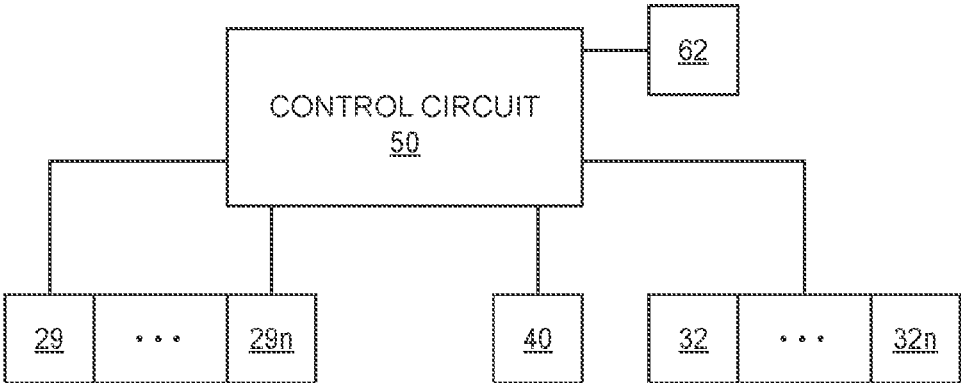 62
CONTROL CIRCUIT
50
29 ... 29n 40 32 ... 32n